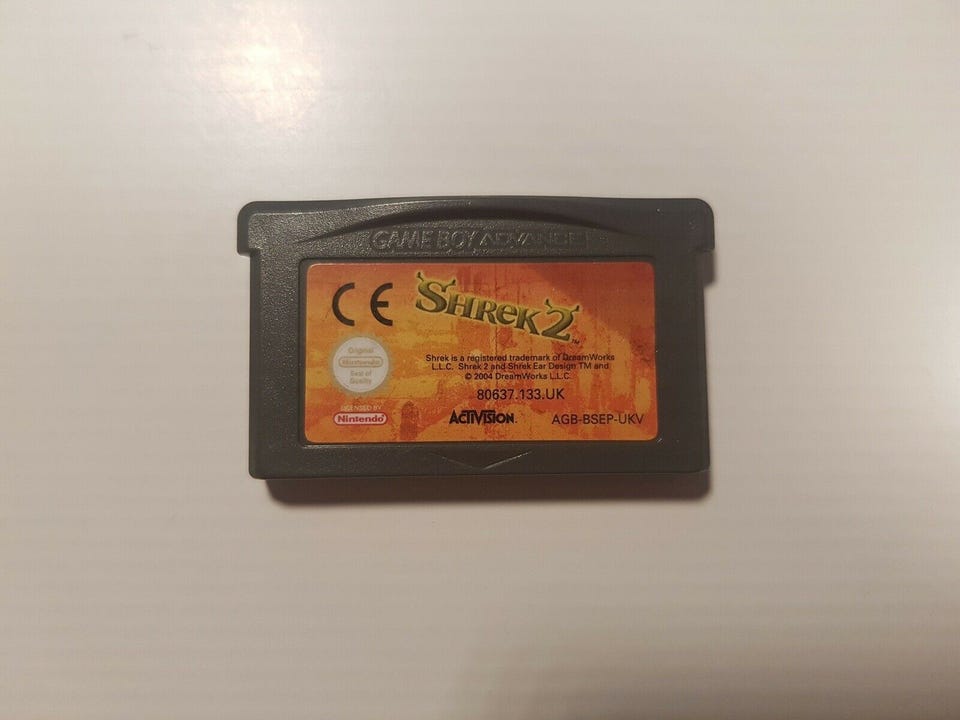 GAME BOY ADVANCE
CE
SHREK 2™
Original
Nintendo
Seal of
Quality
Shrek is a registered trademark of DreamWorks
L.L.C. Shrek 2 and Shrek Ear Design TM and
© 2004 DreamWorks L.L.C.
80637.133.UK
LICENSED BY
Nintendo
ACTIVISION.
AGB-BSEP-UKV